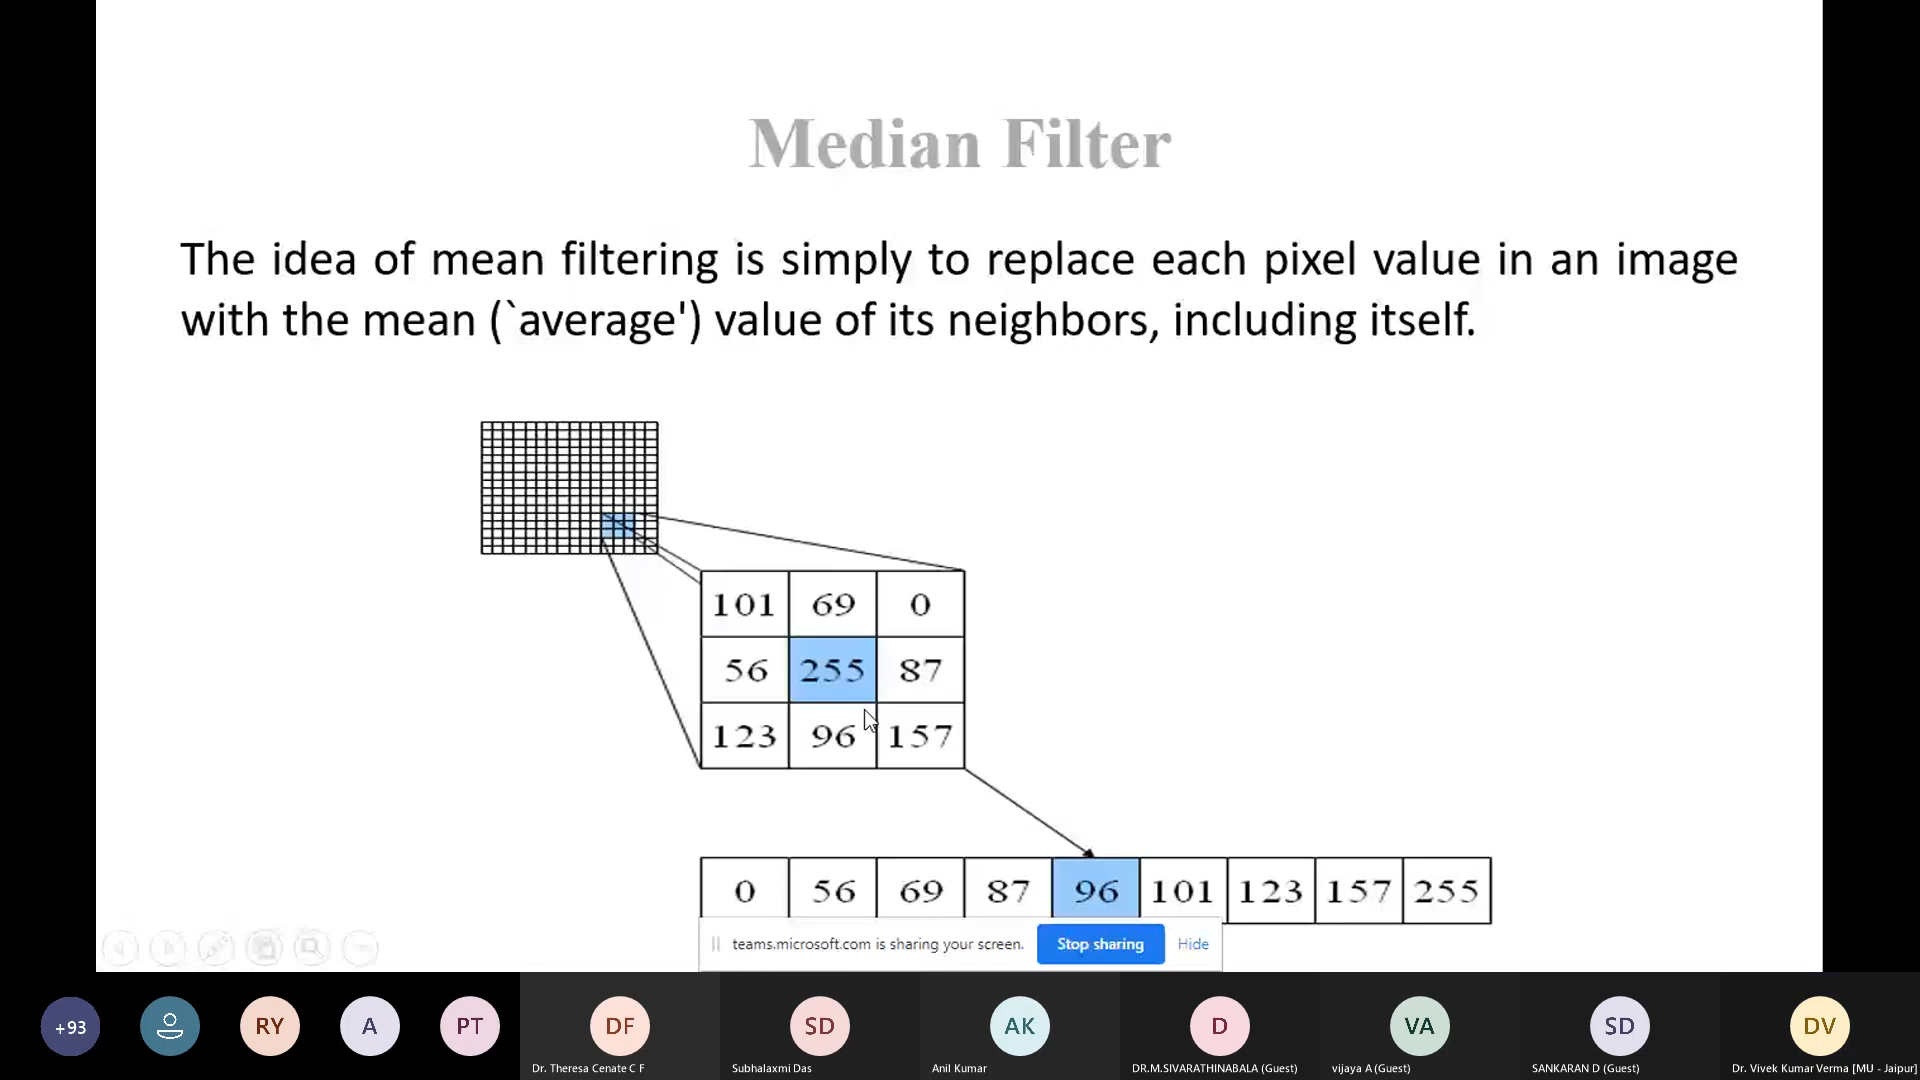 Median Filter
The idea of mean filtering is simply to replace each pixel value in an image
with the mean (`average') value of its neighbors, including itself.
101 69 0
56 255 87
123 96 157
0 56 69 87 96 101 123 157 255
teams.microsoft.com is sharing your screen. Stop sharing Hide
+93 RY A PT DF SD AK D VA SD DV
Dr. Theresa Cenate C F Subhalaxmi Das Anil Kumar DR.M.SIVARATHINABALA (Guest) vijaya A (Guest) SANKARAN D (Guest) Dr. Vivek Kumar Verma [MU - Jaipur]